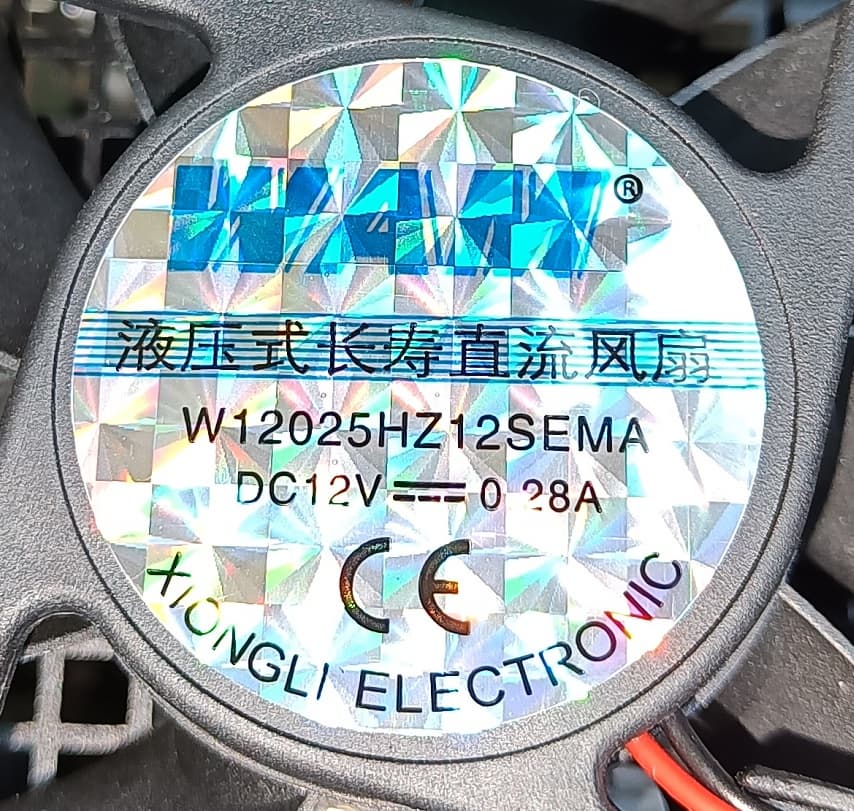 ®
液压式长寿直流风扇
W12025HZ12SEMA
DC12V 0.28A
CE
XIONGLI ELECTRONIC